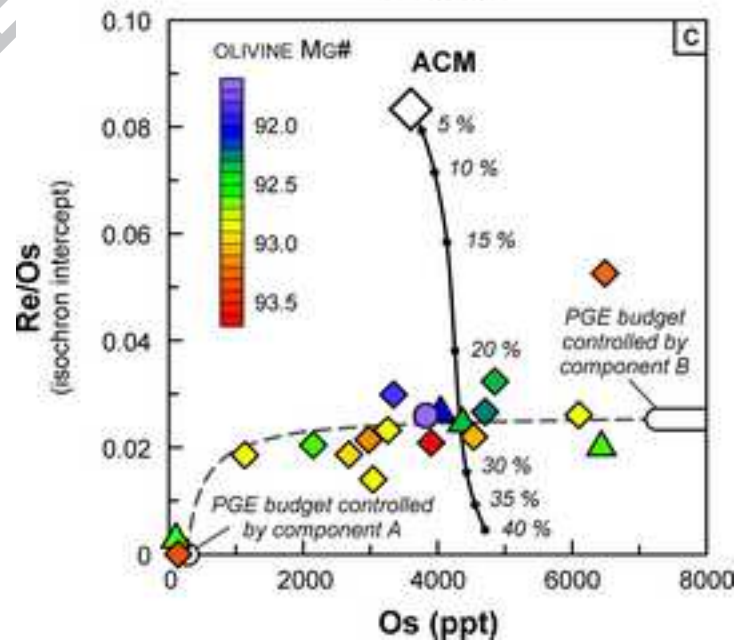 C
OLIVINE MG#
92.0
92.5
93.0
93.5
ACM
5 %
10 %
15 %
20 %
30 %
35 %
40 %
PGE budget
controlled by
component B
PGE budget controlled
by component A
0.10
0.08
0.06
0.04
0.02
0
Re/Os
(isochron intercept)
0
2000
4000
6000
8000
Os (ppt)